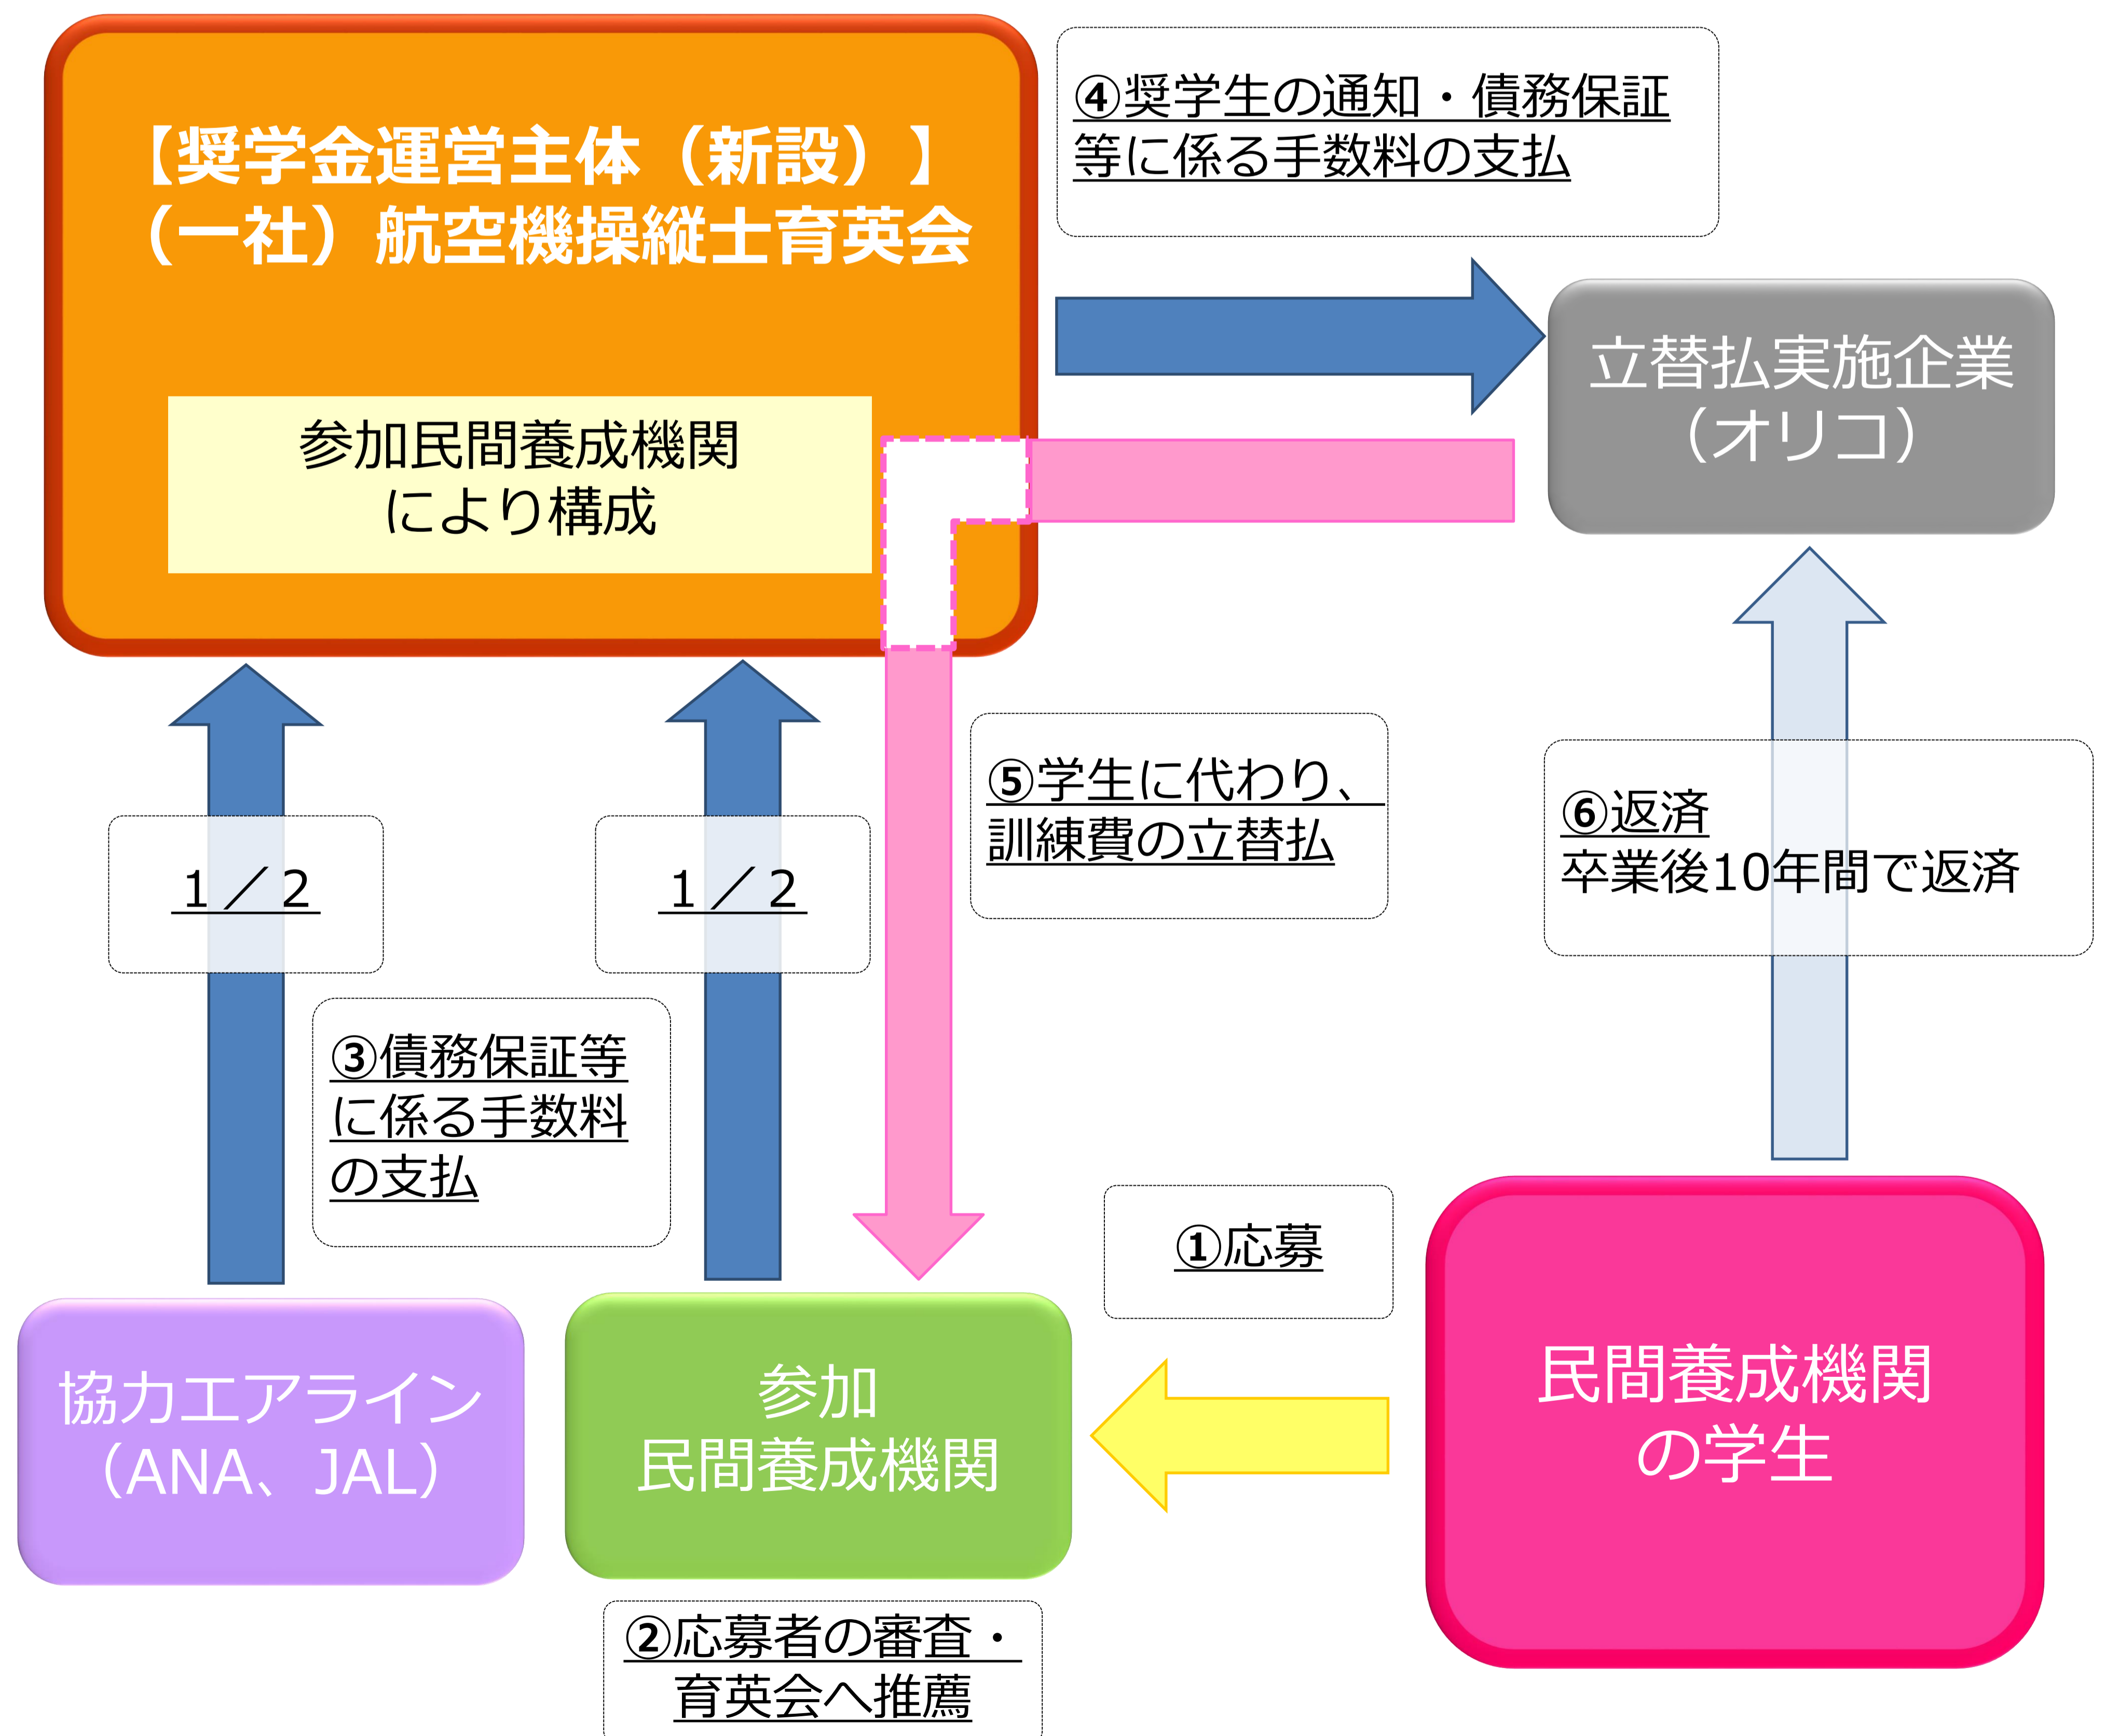 【奨学金運営主体（新設）】
（一社）航空機操縦士育英会
参加民間養成機関
により構成
④奨学生の通知・債務保証
等に係る手数料の支払
立替払実施企業
（オリコ）
１／２
１／２
⑤学生に代わり、
訓練費の立替払
⑥返済
卒業後10年間で返済
③債務保証等
に係る手数料
の支払
①応募
協力エアライン
（ANA、JAL）
参加
民間養成機関
民間養成機関
の学生
②応募者の審査・
育英会へ推薦